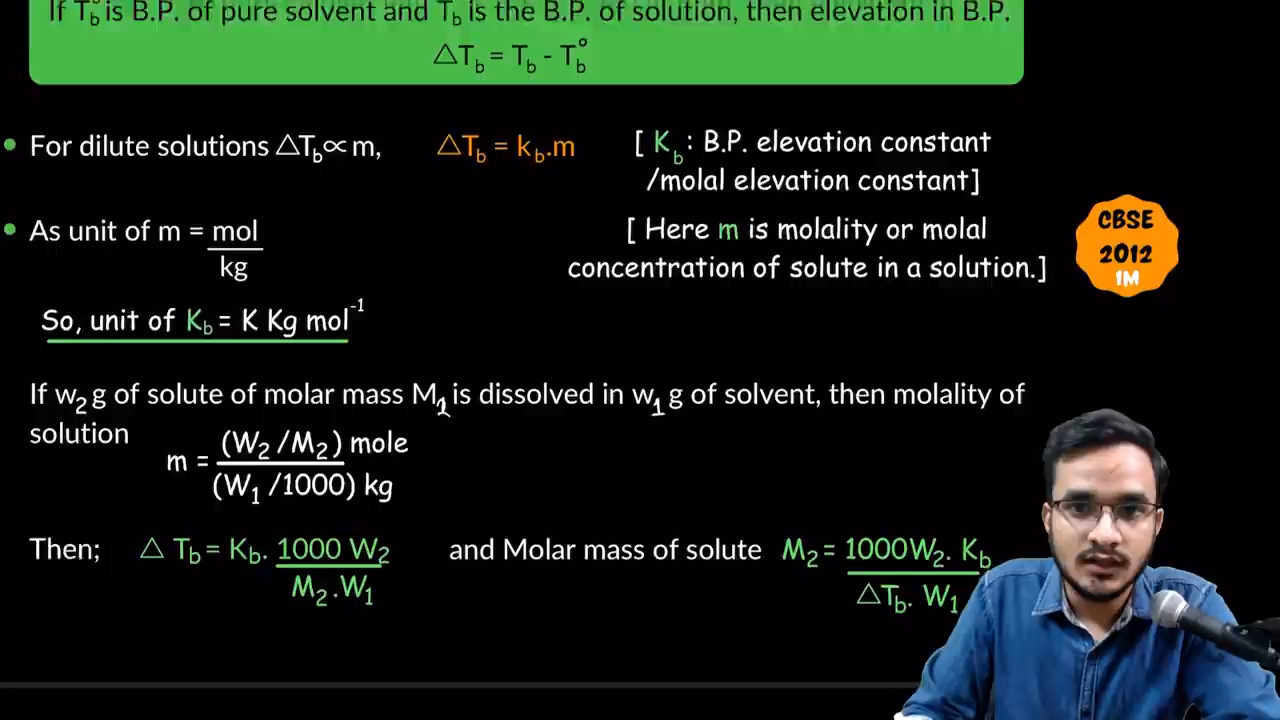 If T°b is B.P. of pure solvent and Tb is the B.P. of solution, then elevation in B.P.
△Tb = Tb - T°b
• For dilute solutions △Tb ∝ m, △Tb = kb.m [ Kb : B.P. elevation constant
/molal elevation constant]
• As unit of m = mol
kg
[ Here m is molality or molal
concentration of solute in a solution.]
CBSE
2012
1M
So, unit of Kb = K Kg mol⁻¹
If w2 g of solute of molar mass M2 is dissolved in w1 g of solvent, then molality of
solution
m = (W2 /M2 ) mole
(W1 /1000) kg
Then; △ Tb = Kb. 1000 W2
M2 .W1
and Molar mass of solute M2 = 1000W2. Kb
△Tb. W1